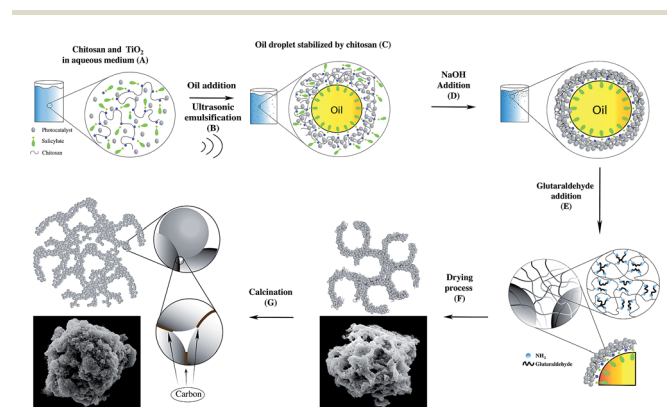 Chitosan and TiO₂
in aqueous medium (A)
Oil addition
Ultrasonic
emulsification
(B)
Oil droplet stabilized by chitosan (C)
Oil
NaOH
Addition
(D)
Oil
Photocatalyst
Salicylate
Chitosan
Glutaraldehyde
addition
(E)
NH₂
Glutaraldehyde
Drying
process
(F)
Calcination
(G)
Carbon